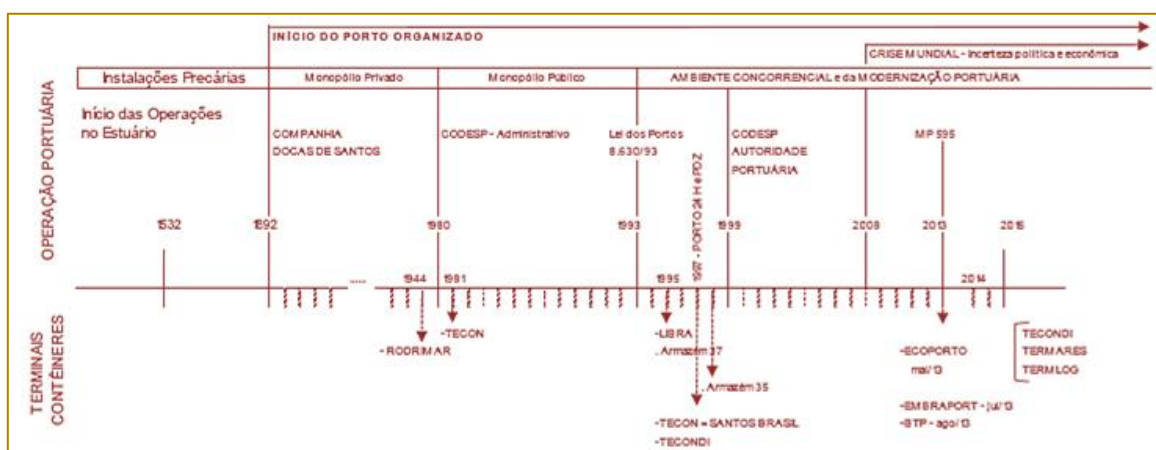 INÍCIO DO PORTO ORGANIZADO
CRISE MUNDIAL - Incerteza política e econômica
Instalações Precárias
Monopólio Privado
Monopólio Público
AMBIENTE CONCORRENCIAL e da MODERNIZAÇÃO PORTUÁRIA
OPERAÇÃO PORTUÁRIA
Início das Operações
no Estuário
COMPANHIA
DOCAS DE SANTOS
CODESP - Administrativo
Lei dos Portos
8.630/93
1997 - PORTO 24 H e PDZ
CODESP
AUTORIDADE
PORTUÁRIA
MP 595
1532
1892
1980
1993
1999
2008
2013
2015
.....
1944
1981
1995
2014
TERMINAIS
CONTÊINERES
-RODRIMAR
-TECON
-LIBRA
. Armazém 37
. Armazém 35
-TECON = SANTOS BRASIL
-TECONDI
-ECOPORTO
mai/13
-EMBRAPORT - jul/13
-BTP - ago/13
TECONDI
TERMARES
TERMLOG